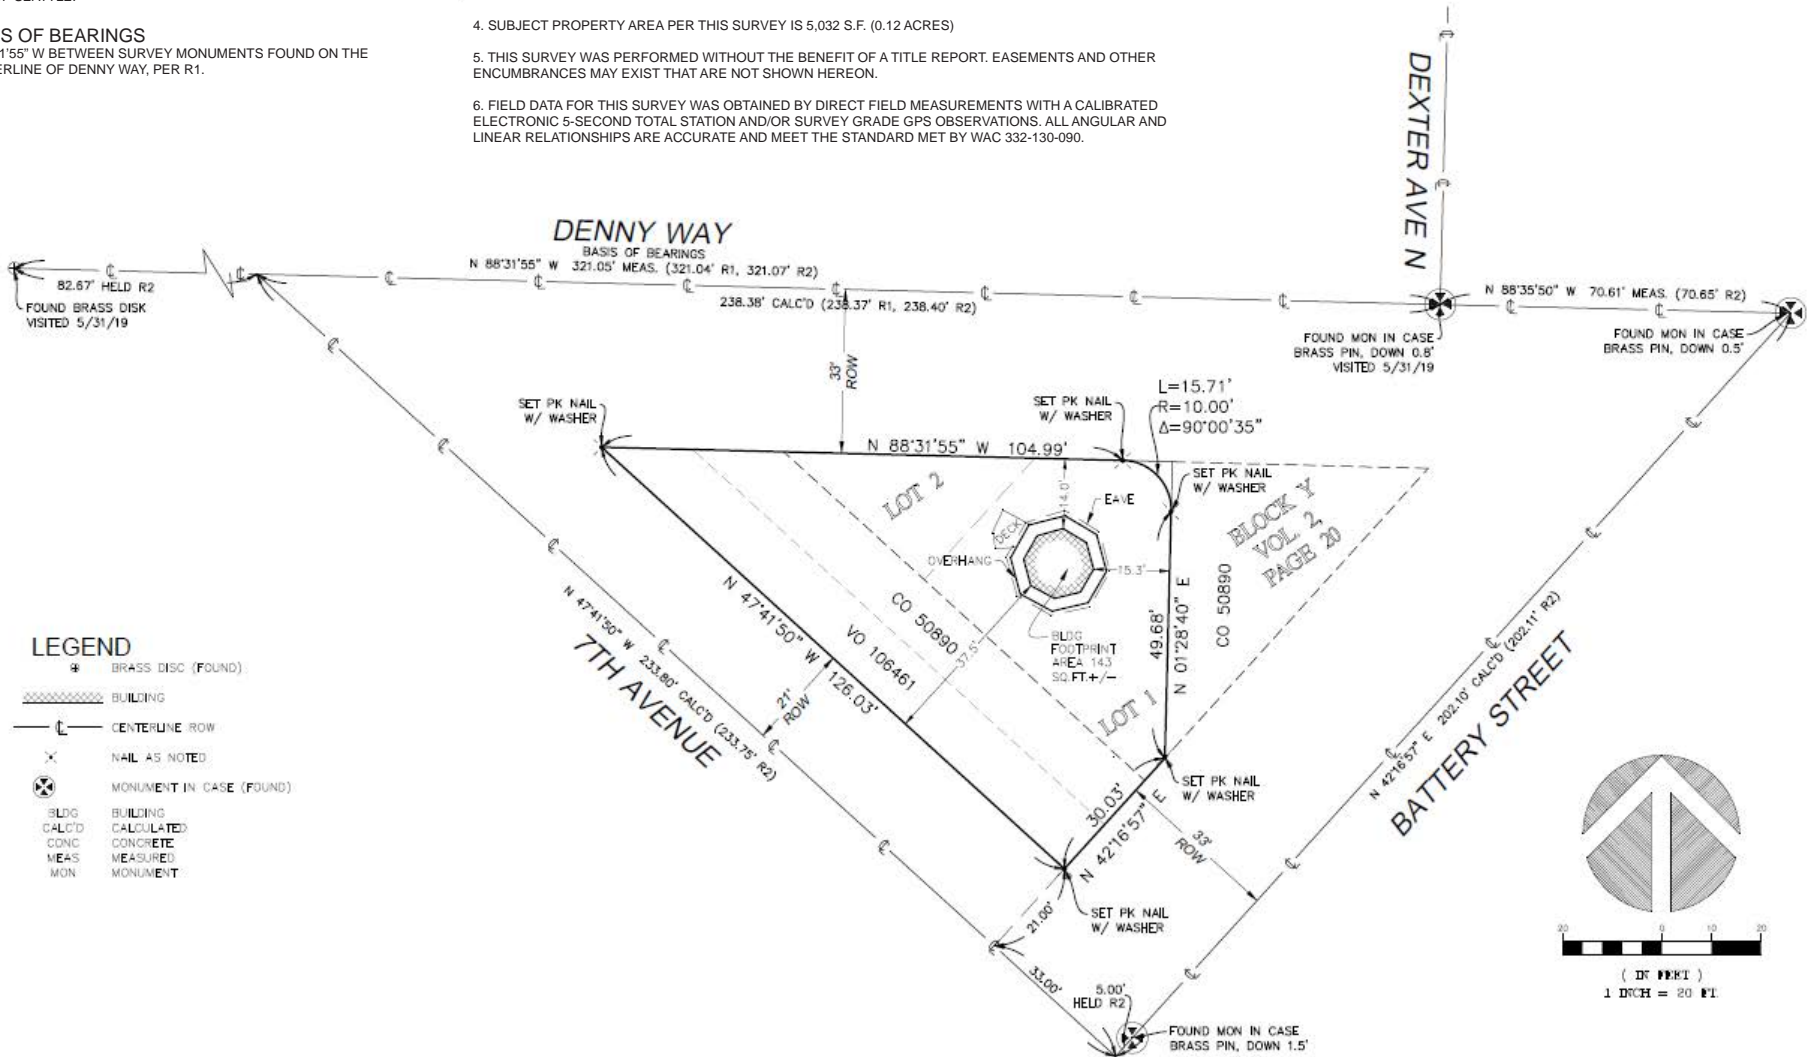 S OF BEARINGS
1'55" W BETWEEN SURVEY MONUMENTS FOUND ON THE
ERLINE OF DENNY WAY, PER R1.
4. SUBJECT PROPERTY AREA PER THIS SURVEY IS 5,032 S.F. (0.12 ACRES)
5. THIS SURVEY WAS PERFORMED WITHOUT THE BENEFIT OF A TITLE REPORT. EASEMENTS AND OTHER
ENCUMBRANCES MAY EXIST THAT ARE NOT SHOWN HEREON.
6. FIELD DATA FOR THIS SURVEY WAS OBTAINED BY DIRECT FIELD MEASUREMENTS WITH A CALIBRATED
ELECTRONIC 5-SECOND TOTAL STATION AND/OR SURVEY GRADE GPS OBSERVATIONS. ALL ANGULAR AND
LINEAR RELATIONSHIPS ARE ACCURATE AND MEET THE STANDARD MET BY WAC 332-130-090.
DEXTER AVE N
DENNY WAY
BASIS OF BEARINGS
N 88°31'55" W 321.05' MEAS. (321.04' R1, 321.07' R2)
238.38' CALC'D (238.37' R1, 238.40' R2)
82.67' HELD R2
FOUND BRASS DISK
VISITED 5/31/19
N 88°35'50" W 70.61' MEAS. (70.65' R2)
FOUND MON IN CASE
BRASS PIN, DOWN 0.8'
VISITED 5/31/19
FOUND MON IN CASE
BRASS PIN, DOWN 0.5'
33'
ROW
SET PK NAIL
W/ WASHER
SET PK NAIL
W/ WASHER
L=15.71'
R=10.00'
Δ=90°00'35"
N 88°31'55" W 104.99'
SET PK NAIL
W/ WASHER
LOT 2
14.0'
EAVE
DECK
OVERHANG
15.3'
BLOCK Y
VOL. 2,
PAGE 20
CO 50890
N 01°28'40" E
49.68'
BLDG
FOOTPRINT
AREA 143
SQ.FT.+/-
CO 50890
VO 106461
37.5'
N 47°41'50" W
126.03'
LOT 1
N 47°41'50" W 233.80' CALC'D (233.75' R2)
21'
ROW
7TH AVENUE
SET PK NAIL
W/ WASHER
30.03'
N 42°16'57" E
33'
ROW
N 42°16'57" E 202.10' CALC'D (202.11' R2)
BATTERY STREET
SET PK NAIL
W/ WASHER
21.00'
33.00'
5.00'
HELD R2
FOUND MON IN CASE
BRASS PIN, DOWN 1.5'
LEGEND
BRASS DISC (FOUND)
BUILDING
CENTERLINE ROW
NAIL AS NOTED
MONUMENT IN CASE (FOUND)
BLDG BUILDING
CALC'D CALCULATED
CONC CONCRETE
MEAS MEASURED
MON MONUMENT
20 0 10 20
( IN FEET )
1 INCH = 20 FT.